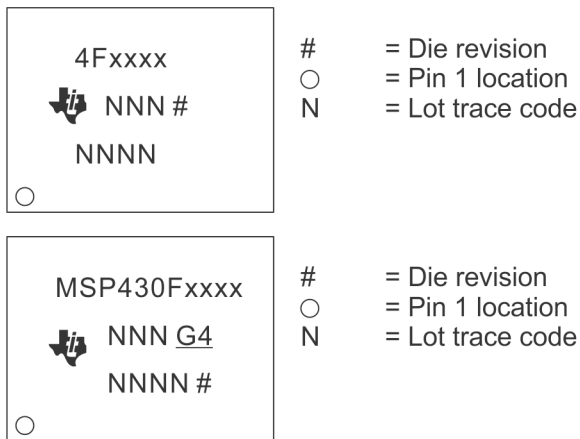 4Fxxxx
NNN #
NNNN
# = Die revision
○ = Pin 1 location
N = Lot trace code
MSP430Fxxxx
NNN G4
NNNN #
# = Die revision
○ = Pin 1 location
N = Lot trace code